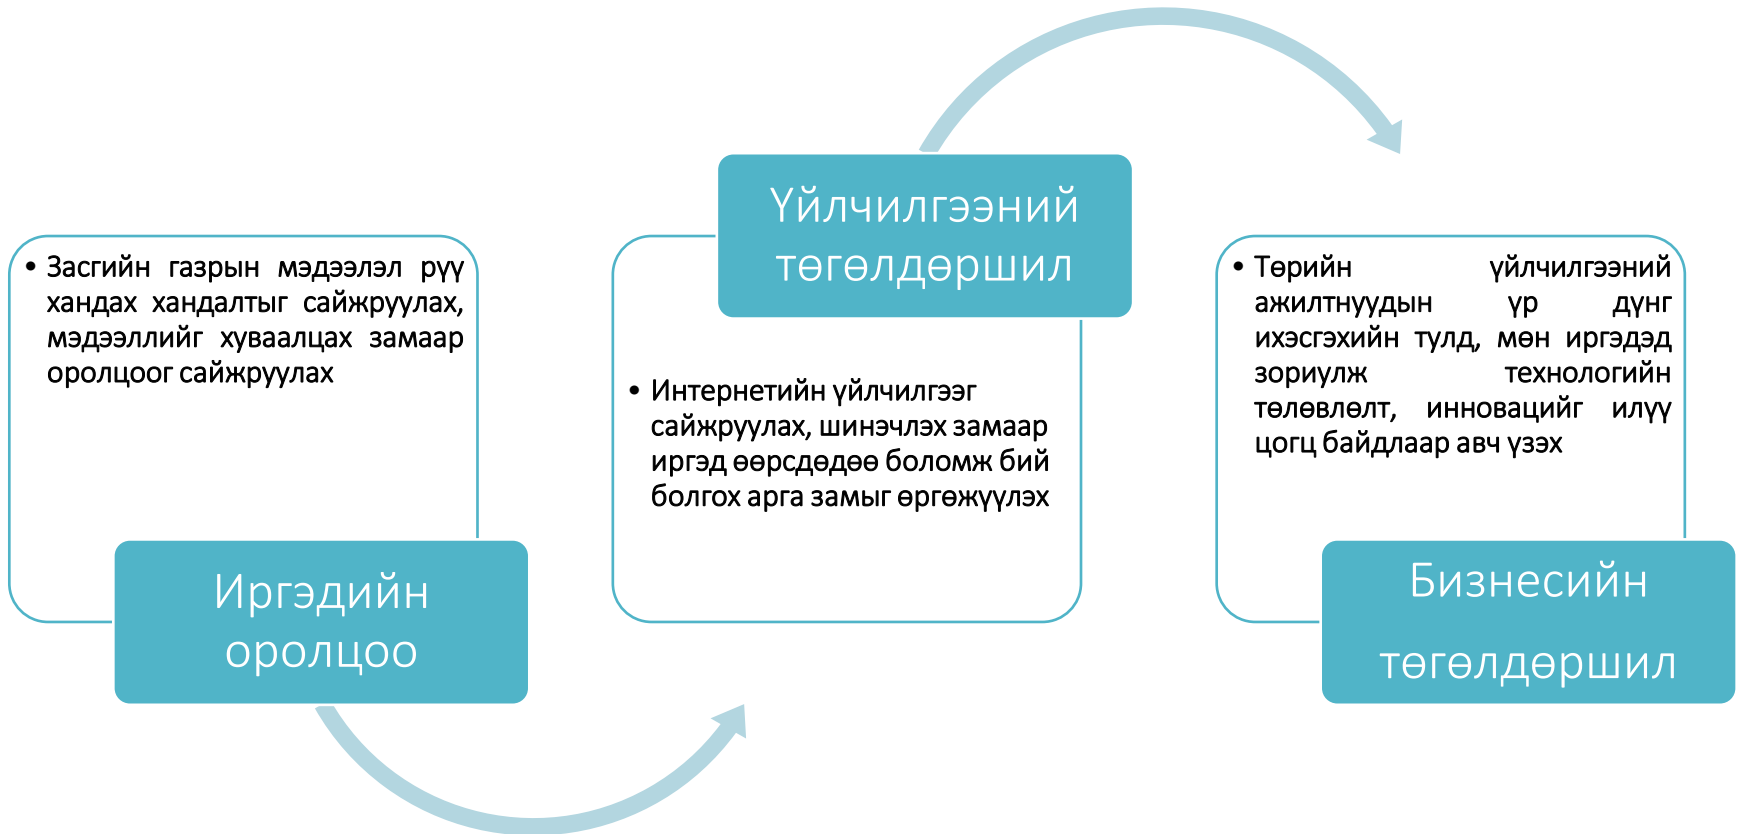 • Засгийн газрын мэдээлэл рүү
хандах хандалтыг сайжруулах,
мэдээллийг хуваалцах замаар
оролцоог сайжруулах
Иргэдийн
оролцоо
Үйлчилгээний
төгөлдөршил
• Интернетийн үйлчилгээг
сайжруулах, шинэчлэх замаар
иргэд өөрсдөдөө боломж бий
болгох арга замыг өргөжүүлэх
• Төрийн үйлчилгээний
ажилтнуудын үр дүнг
ихэсгэхийн тулд, мөн иргэдэд
зориулж технологийн
төлөвлөлт, инновацийг илүү
цогц байдлаар авч үзэх
Бизнесийн
төгөлдөршил